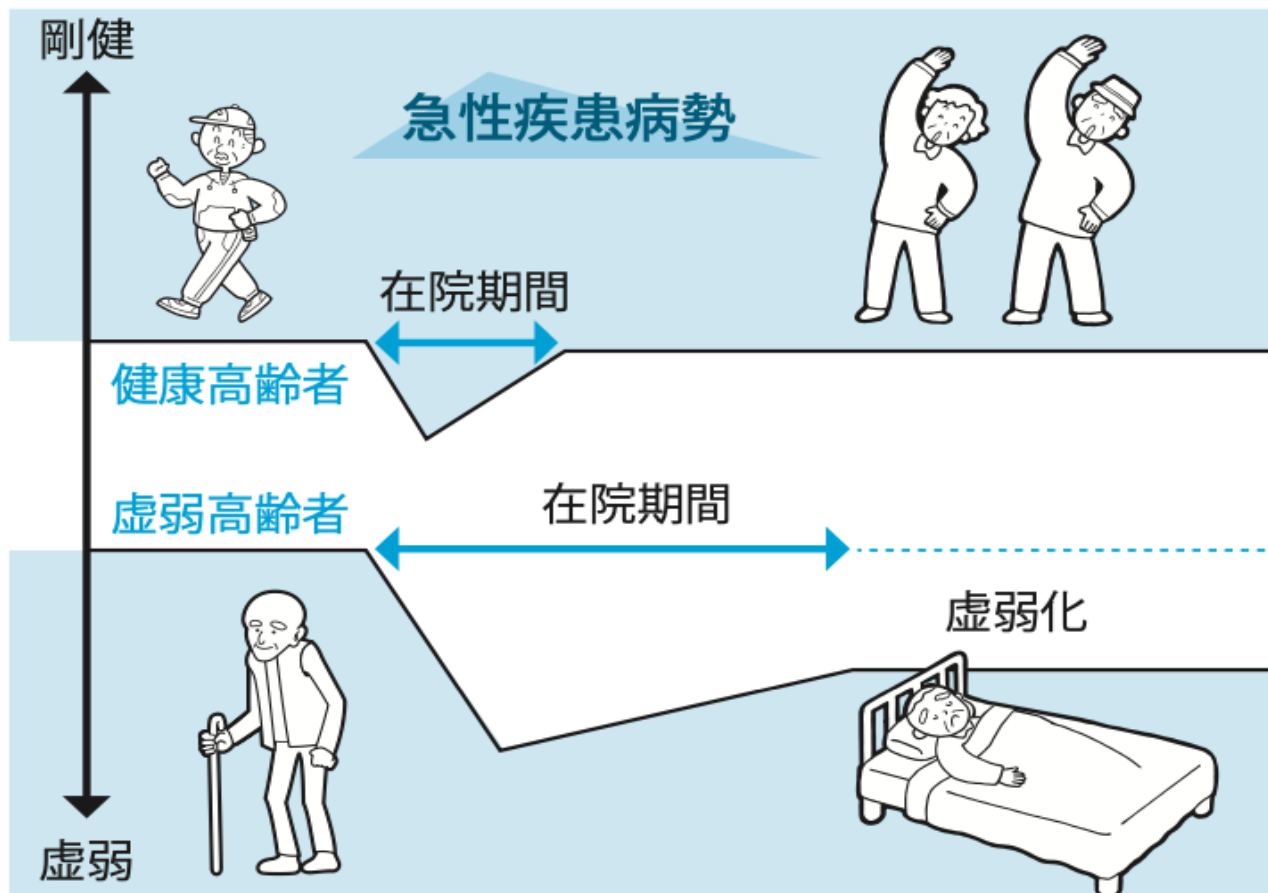 剛健
急性疾患病勢
在院期間
健康高齢者
虚弱高齢者
在院期間
虚弱化
虚弱